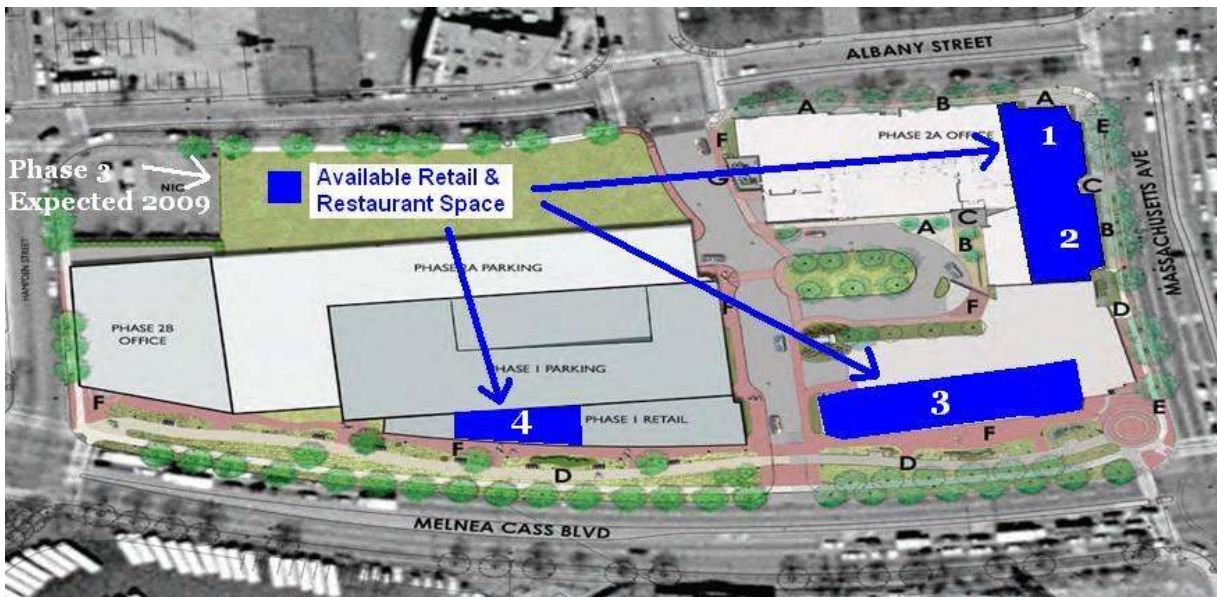 ALBANY STREET
A
B
A
Phase 3
Expected 2009
NIC
Available Retail &
Restaurant Space
F
PHASE 2A OFFICE
1
E
G
C
C
A
B
2
B
MASSACHUSETTS AVE
HAMPDEN STREET
PHASE 2A PARKING
PHASE 2B
OFFICE
F
F
D
PHASE 1 PARKING
F
4
PHASE 1 RETAIL
3
E
F
F
D
D
MELNEA CASS BLVD